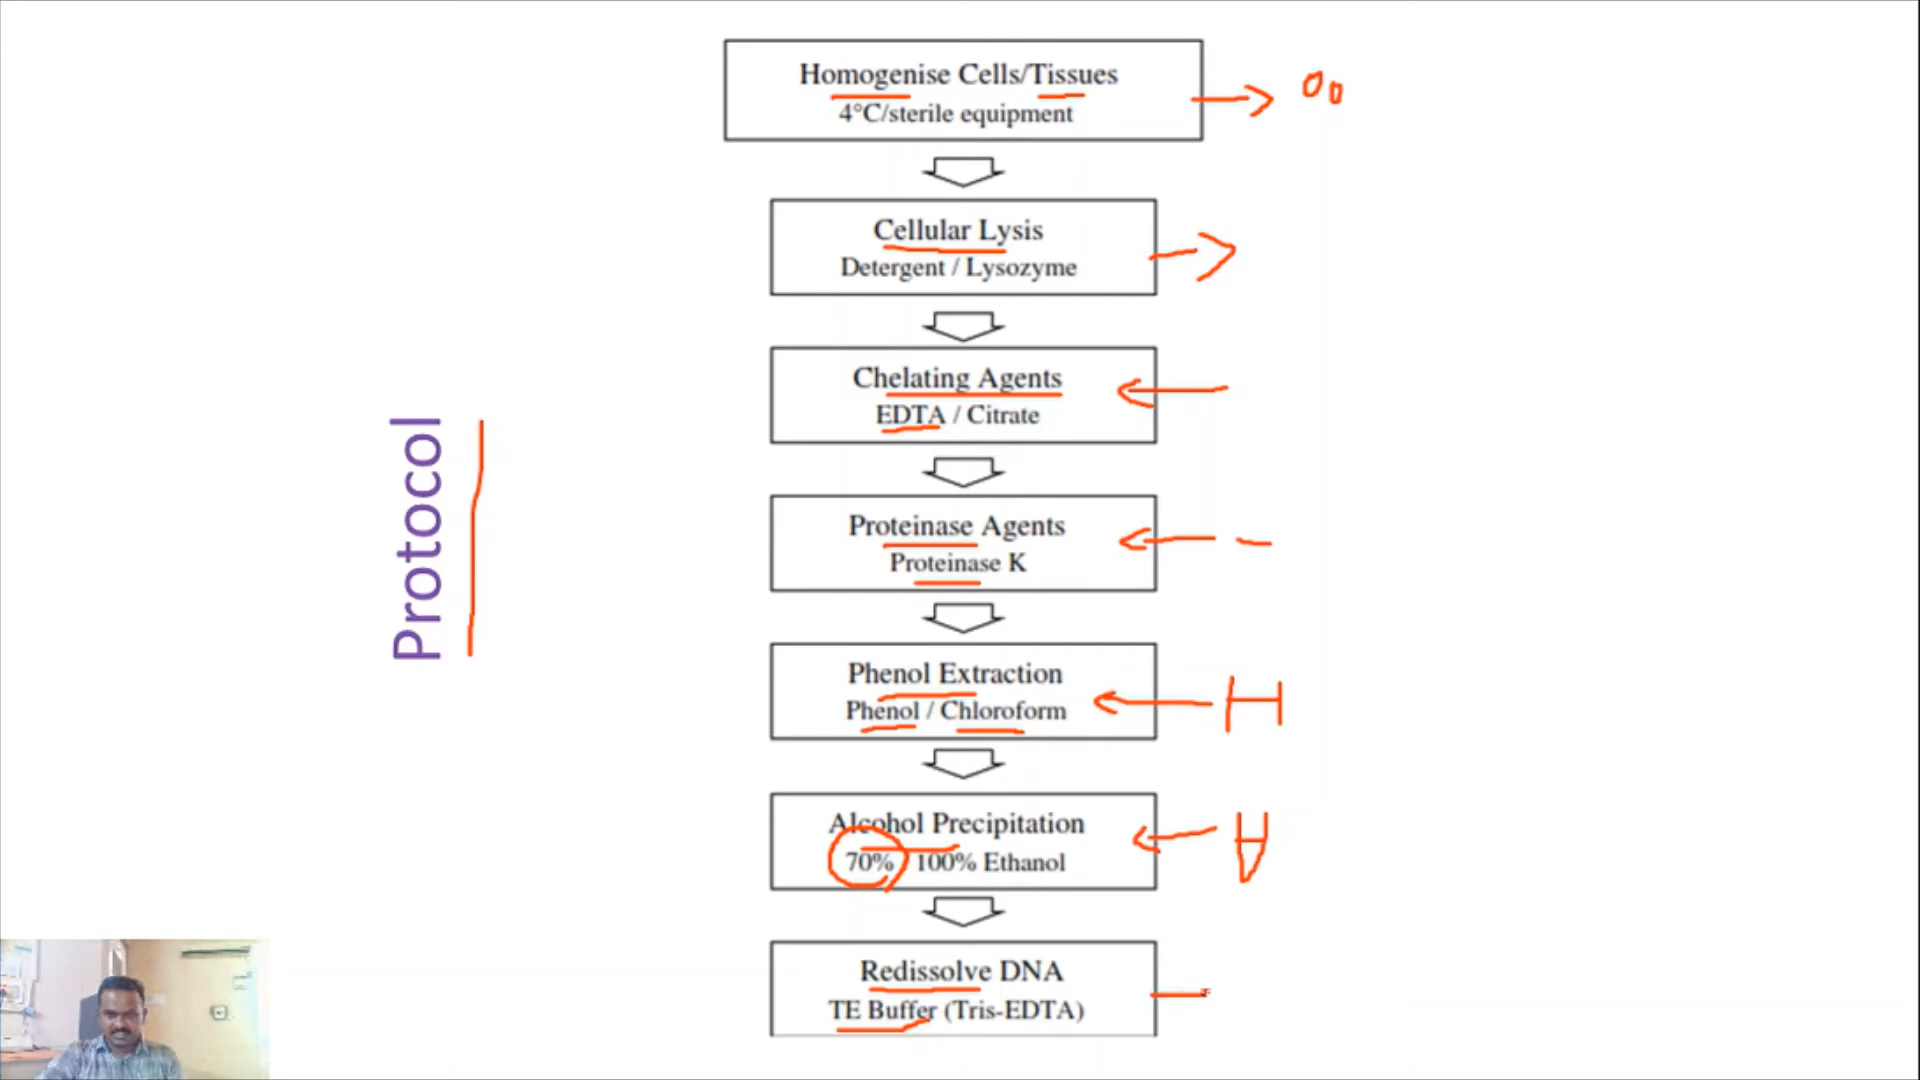 Homogenise Cells/Tissues
4°C/sterile equipment
Cellular Lysis
Detergent / Lysozyme
Chelating Agents
EDTA / Citrate
Protocol
Proteinase Agents
Proteinase K
Phenol Extraction
Phenol / Chloroform
Alcohol Precipitation
70% 100% Ethanol
Redissolve DNA
TE Buffer (Tris-EDTA)